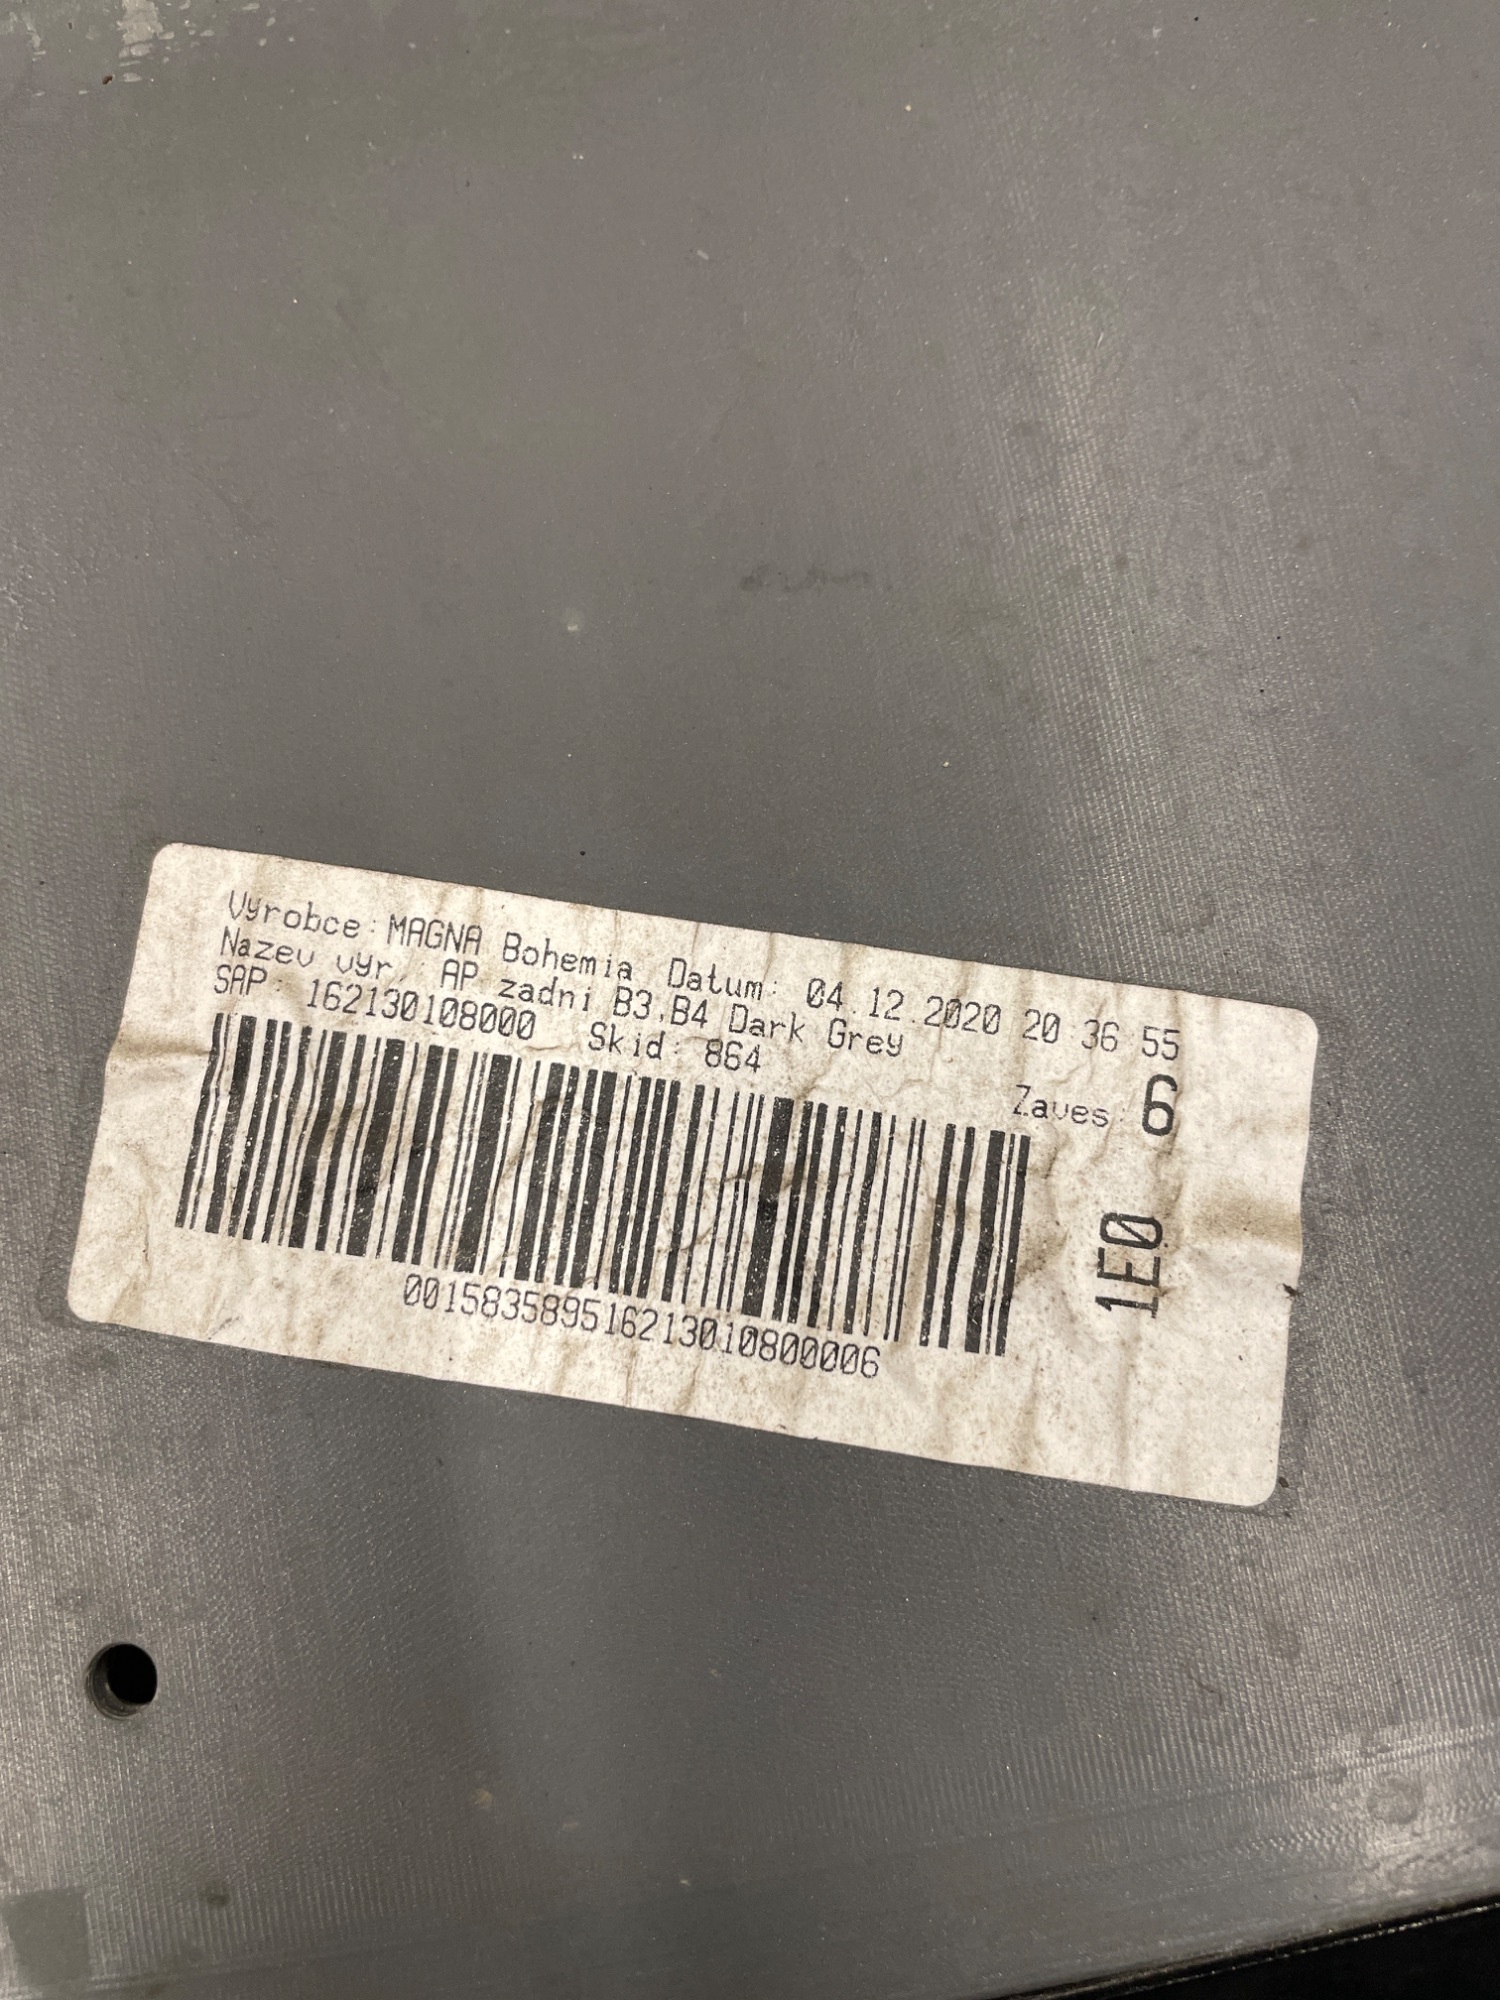 Vyrobce: MAGNA Bohemia Datum: 04.12.2020 20:36:55
Nazev vyr.: AP zadni B3,B4 Dark Grey
SAP: 162130108000 Skid: 864
Zaves: 6
1E0
001583589516213010800006